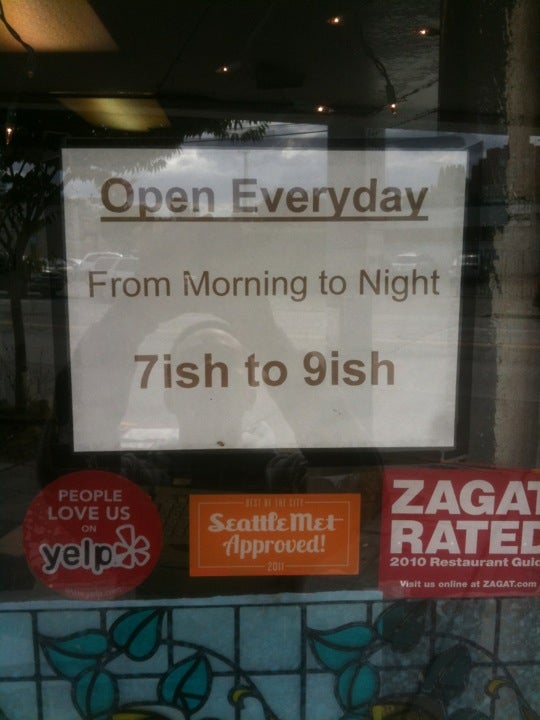 Open Everyday
From Morning to Night
7ish to 9ish
PEOPLE
LOVE US
ON
yelp
BEST OF THE CITY
SeattleMet
Approved!
2011
ZAGAT
RATED
2010 Restaurant Guid
Visit us online at ZAGAT.com